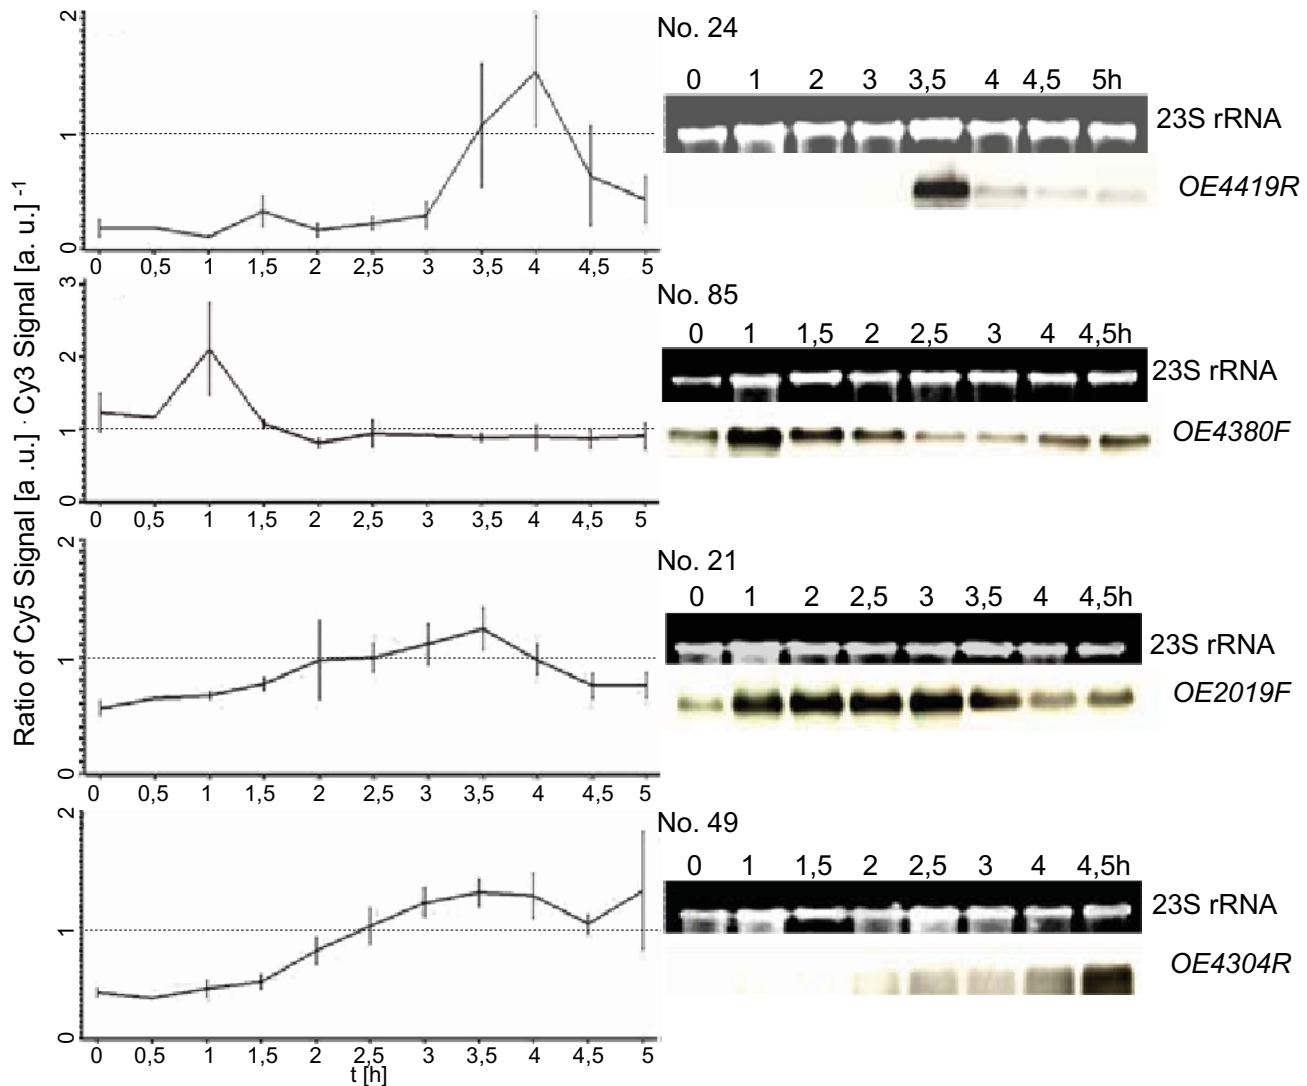 Ratio of Cy5 Signal [a .u.] · Cy3 Signal [a. u.] -1
2
1
0
0 0,5 1 1,5 2 2,5 3 3,5 4 4,5 5
No. 24
0 1 2 3 3,5 4 4,5 5h
23S rRNA
OE4419R
3
2
1
0
0 0,5 1 1,5 2 2,5 3 3,5 4 4,5 5
No. 85
0 1 1,5 2 2,5 3 4 4,5h
23S rRNA
OE4380F
2
1
0
0 0,5 1 1,5 2 2,5 3 3,5 4 4,5 5
No. 21
0 1 2 2,5 3 3,5 4 4,5h
23S rRNA
OE2019F
2
1
0
0 0,5 1 1,5 2 2,5 3 3,5 4 4,5 5
t [h]
No. 49
0 1 1,5 2 2,5 3 4 4,5h
23S rRNA
OE4304R